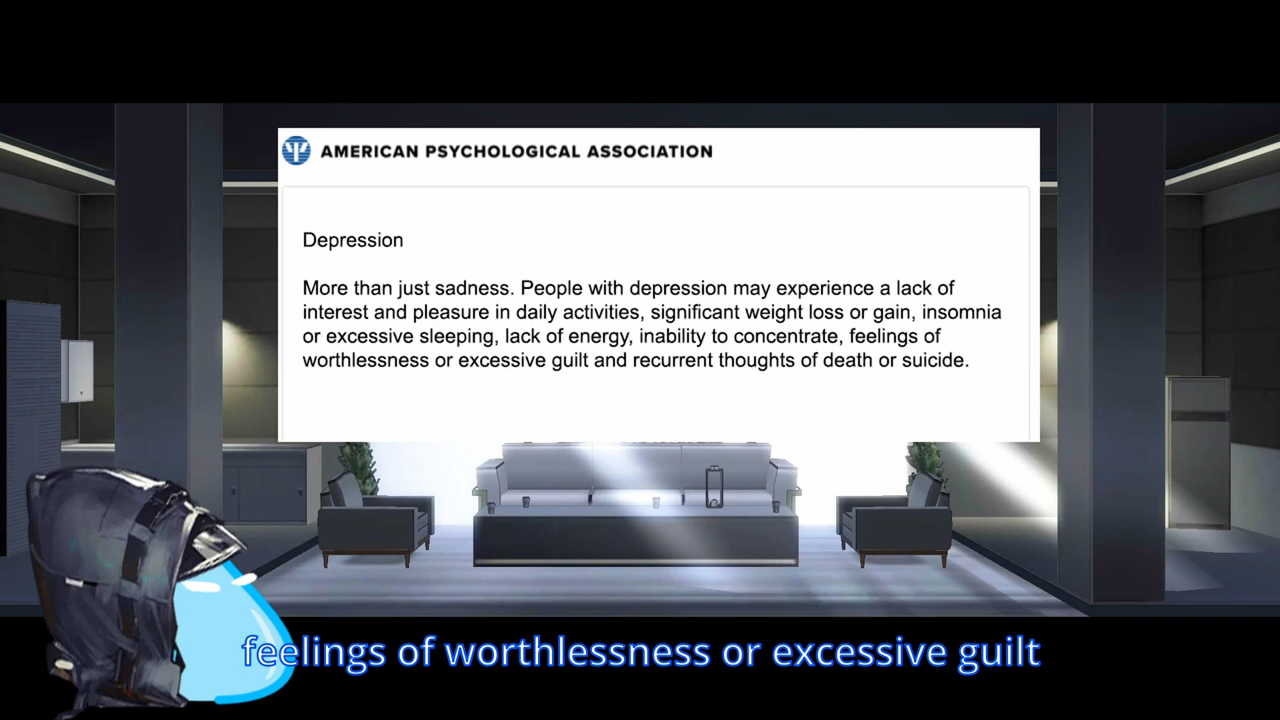 AMERICAN PSYCHOLOGICAL ASSOCIATION
Depression
More than just sadness. People with depression may experience a lack of
interest and pleasure in daily activities, significant weight loss or gain, insomnia
or excessive sleeping, lack of energy, inability to concentrate, feelings of
worthlessness or excessive guilt and recurrent thoughts of death or suicide.
feelings of worthlessness or excessive guilt